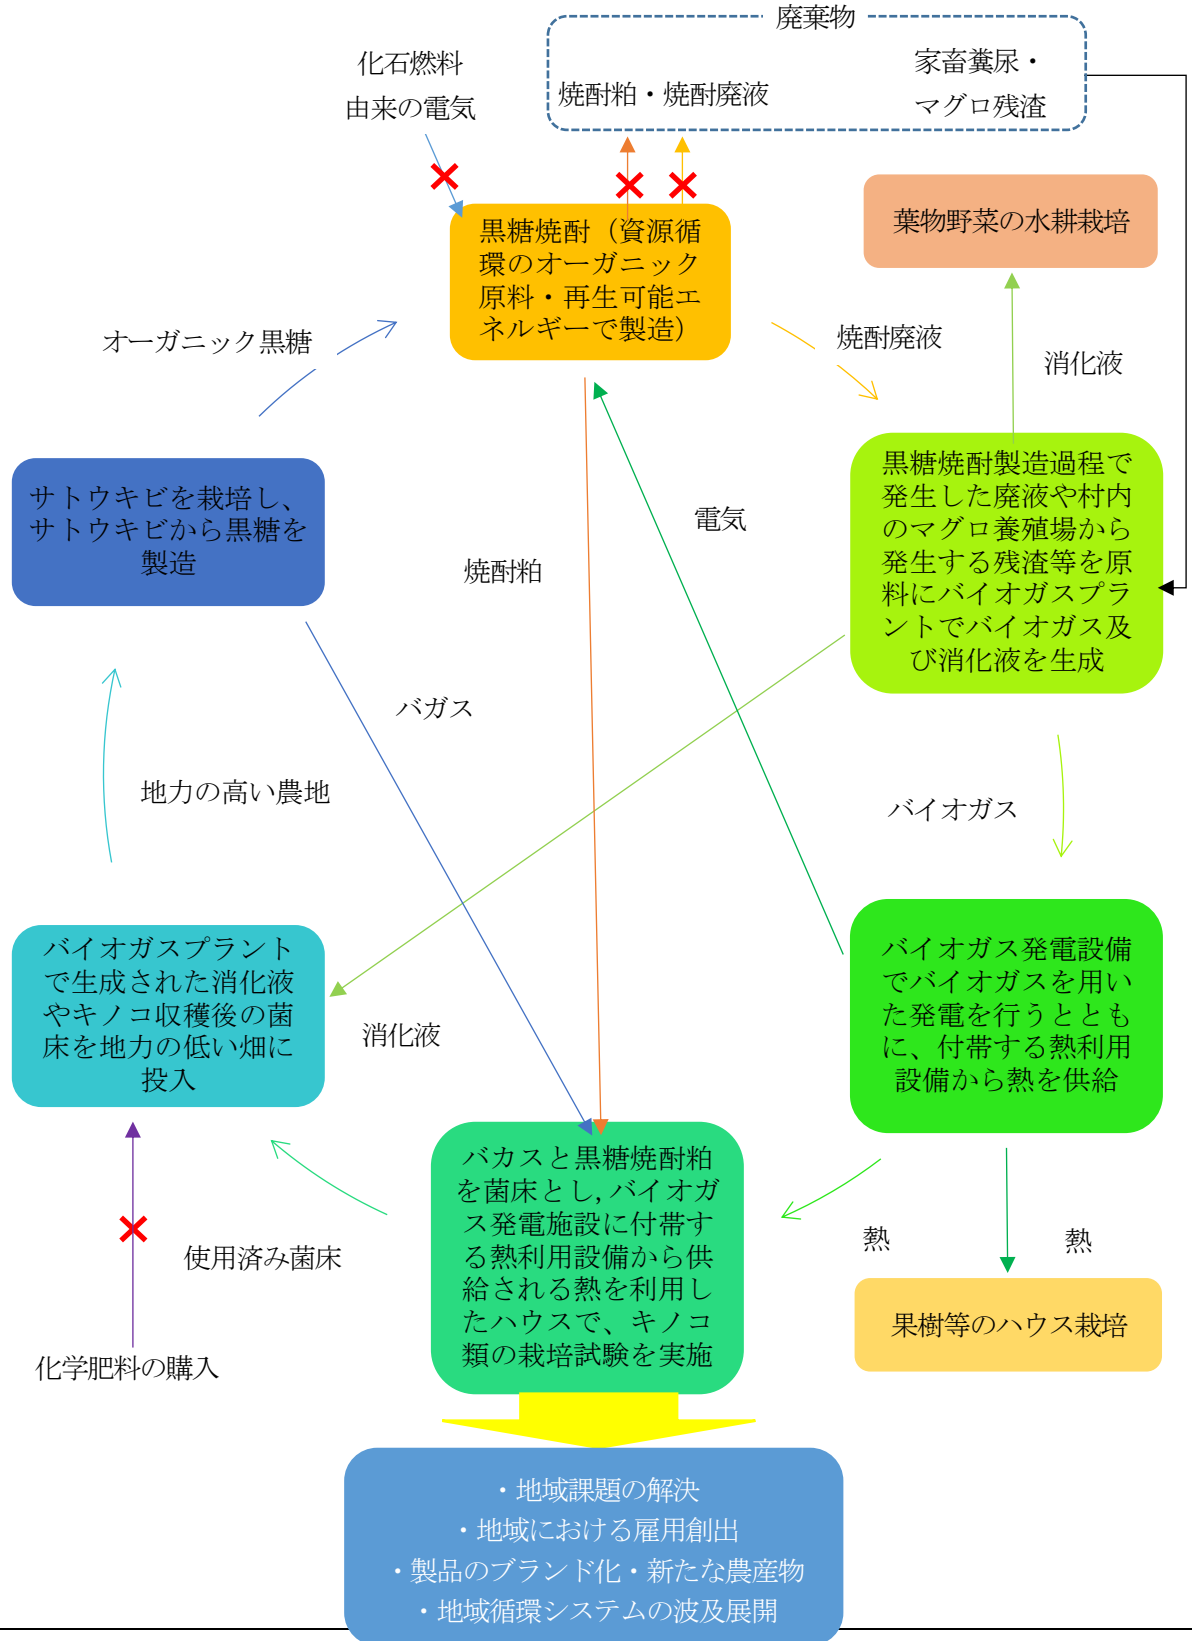 廃棄物
化石燃料
由来の電気
焼酎粕・焼酎廃液
家畜糞尿・
マグロ残渣
葉物野菜の水耕栽培
黒糖焼酎（資源循
環のオーガニック
原料・再生可能エ
ネルギーで製造）
オーガニック黒糖
焼酎廃液
消化液
サトウキビを栽培し、
サトウキビから黒糖を
製造
黒糖焼酎製造過程で
発生した廃液や村内
のマグロ養殖場から
発生する残渣等を原
料にバイオガスプラ
ントでバイオガス及
び消化液を生成
電気
焼酎粕
バガス
地力の高い農地
バイオガス
バイオガスプラント
で生成された消化液
やキノコ収穫後の菌
床を地力の低い畑に
投入
消化液
バイオガス発電設備
でバイオガスを用い
た発電を行うととも
に、付帯する熱利用
設備から熱を供給
バカスと黒糖焼酎粕
を菌床とし,バイオガ
ス発電施設に付帯す
る熱利用設備から供
給される熱を利用し
たハウスで、キノコ
類の栽培試験を実施
使用済み菌床
熱
熱
果樹等のハウス栽培
化学肥料の購入
・地域課題の解決
・地域における雇用創出
・製品のブランド化・新たな農産物
・地域循環システムの波及展開